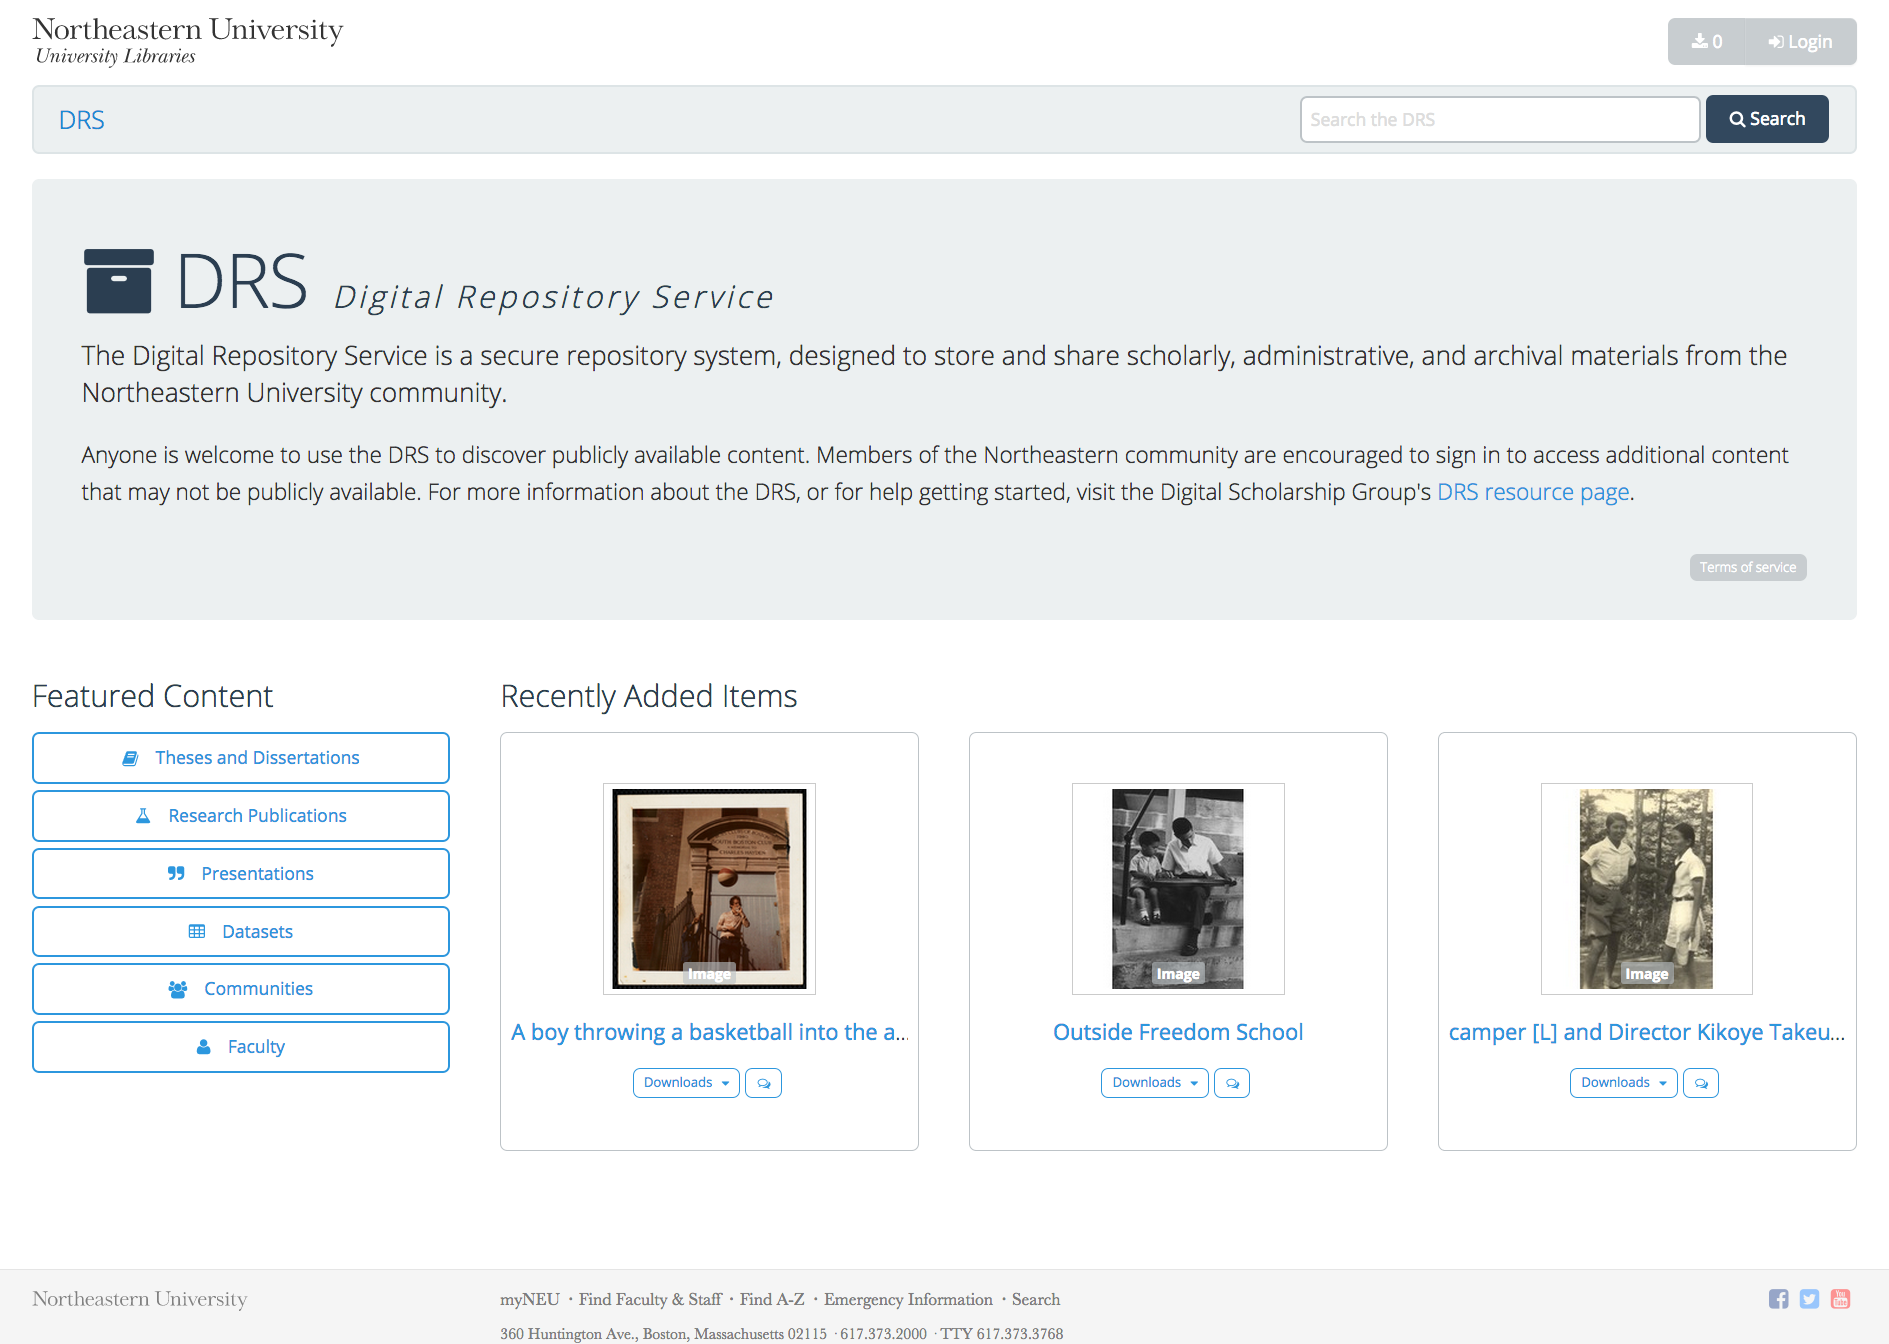 Northeastern University
University Libraries
0
Login
DRS
Search the DRS
Search
DRS Digital Repository Service
The Digital Repository Service is a secure repository system, designed to store and share scholarly, administrative, and archival materials from the
Northeastern University community.
Anyone is welcome to use the DRS to discover publicly available content. Members of the Northeastern community are encouraged to sign in to access additional content
that may not be publicly available. For more information about the DRS, or for help getting started, visit the Digital Scholarship Group's DRS resource page.
Terms of service
Featured Content
Theses and Dissertations
Research Publications
Presentations
Datasets
Communities
Faculty
Recently Added Items
SOUTH BOSTON CLUB
CHARLES HAYDEN
Image
A boy throwing a basketball into the a...
Downloads
Image
Outside Freedom School
Downloads
Image
camper [L] and Director Kikoye Takeu...
Downloads
Northeastern University
myNEU · Find Faculty & Staff · Find A-Z · Emergency Information · Search
360 Huntington Ave., Boston, Massachusetts 02115 · 617.373.2000 · TTY 617.373.3768
You
Tube